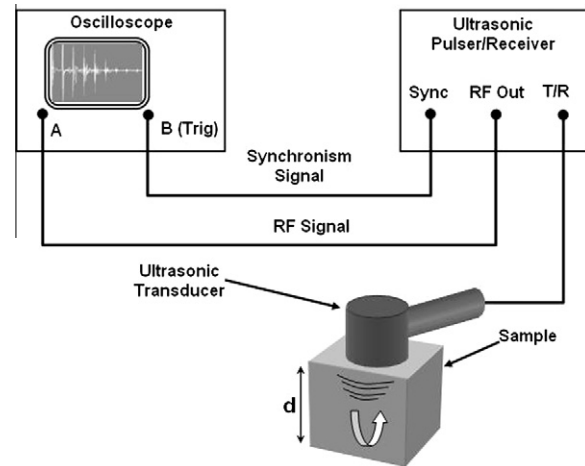 Oscilloscope
A
B (Trig)
Ultrasonic
Pulser/Receiver
Sync
RF Out
T/R
Synchronism
Signal
RF Signal
Ultrasonic
Transducer
Sample
d